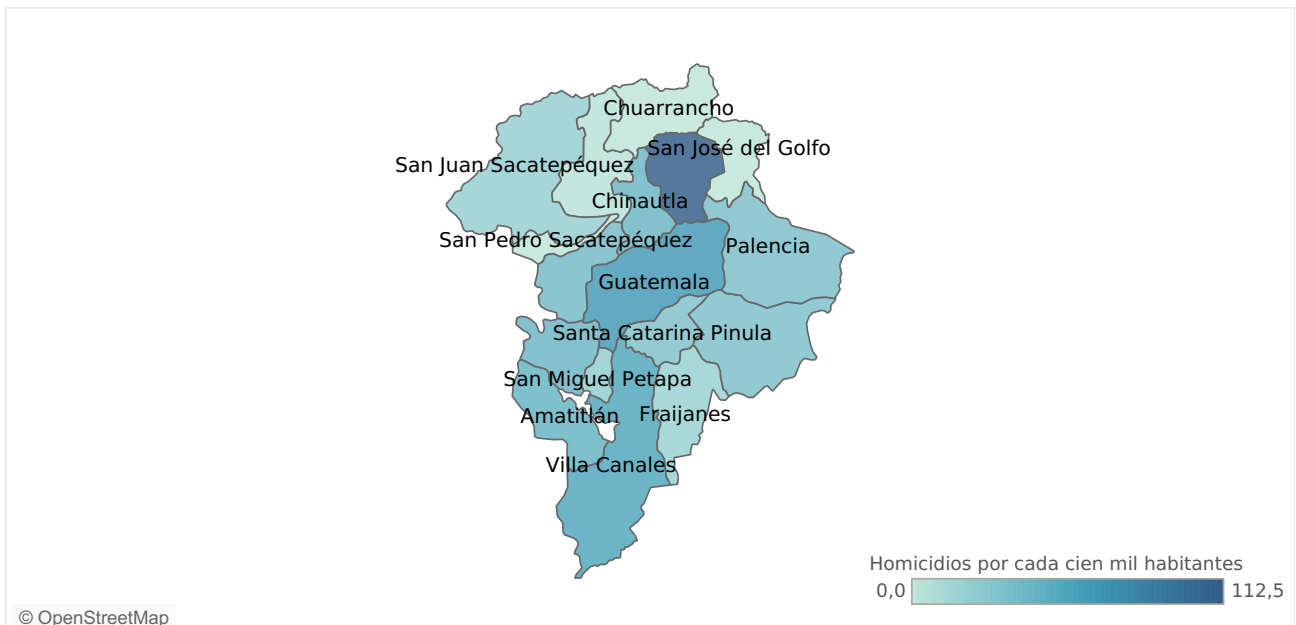 Chuarrancho
San José del Golfo
San Juan Sacatepéquez
Chinautla
San Pedro Sacatepéquez
Palencia
Guatemala
Santa Catarina Pinula
San Miguel Petapa
Amatitlán
Fraijanes
Villa Canales
Homicidios por cada cien mil habitantes
0,0
112,5
© OpenStreetMap